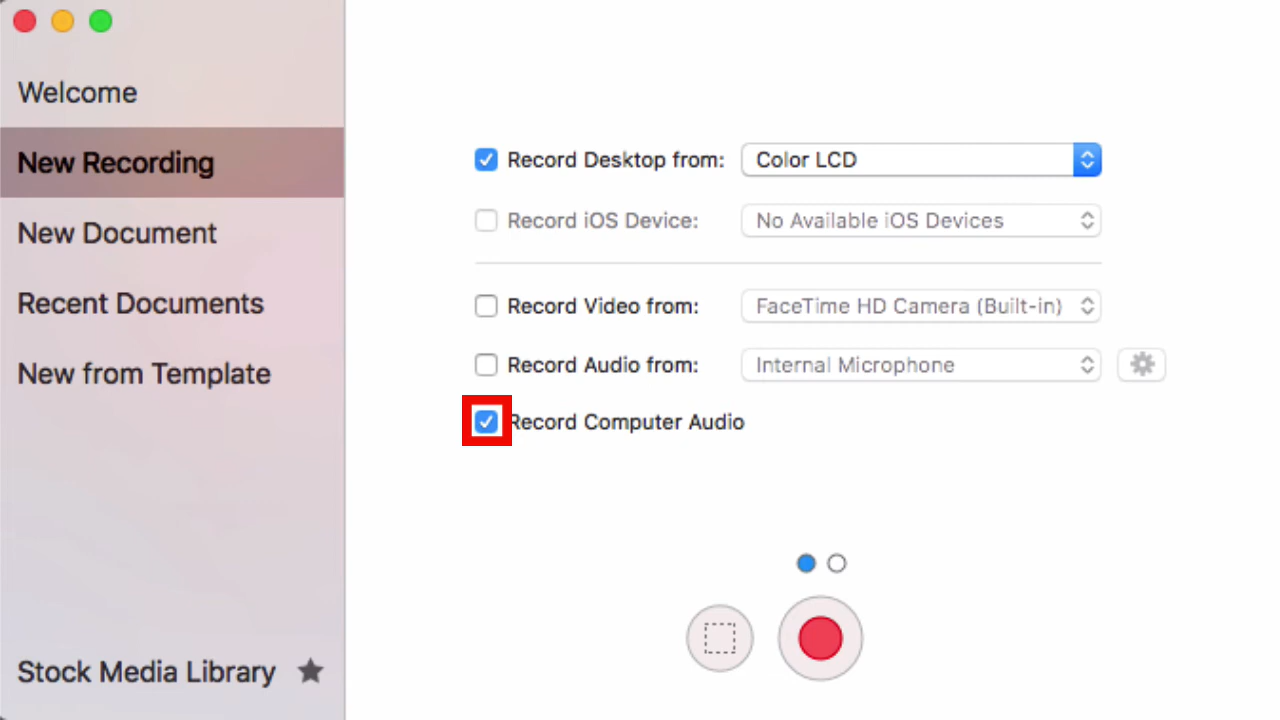 Welcome
New Recording
New Document
Recent Documents
New from Template
Stock Media Library
Record Desktop from: Color LCD
Record iOS Device: No Available iOS Devices
Record Video from: FaceTime HD Camera (Built-in)
Record Audio from: Internal Microphone
Record Computer Audio